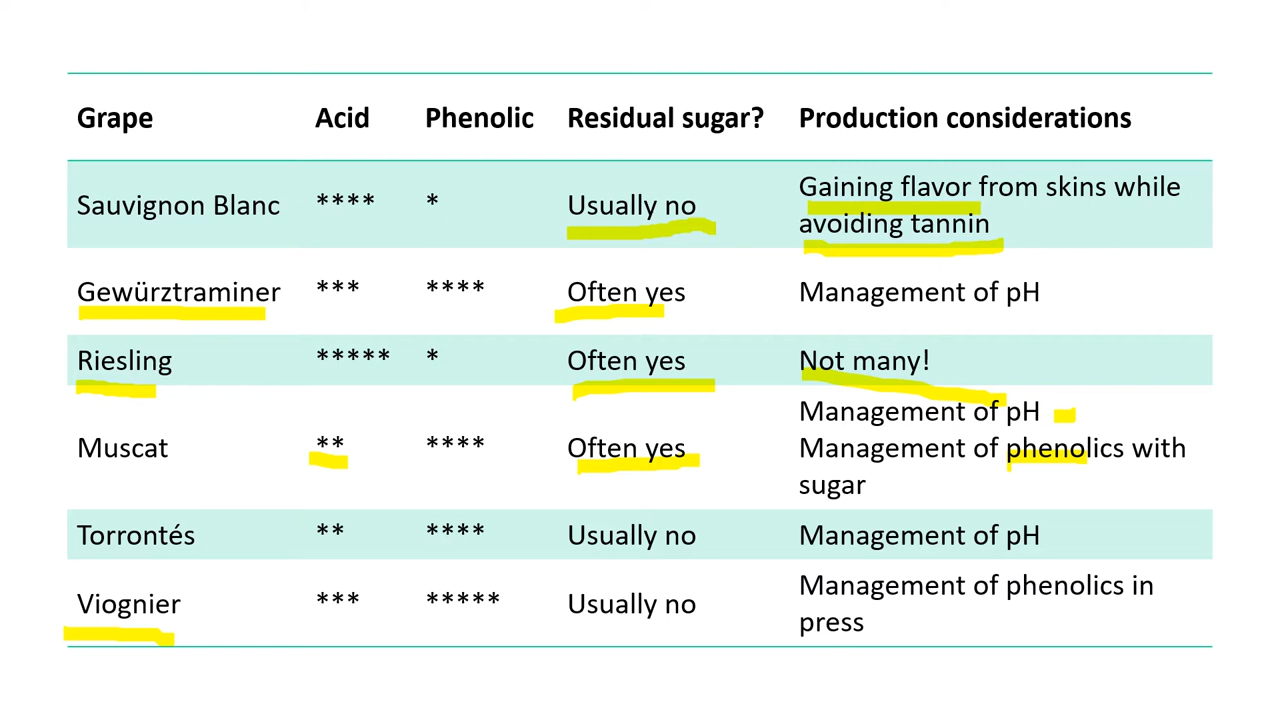 Grape Acid Phenolic Residual sugar? Production considerations
Sauvignon Blanc **** * Usually no Gaining flavor from skins while
avoiding tannin
Gewürztraminer *** **** Often yes Management of pH
Riesling ***** * Often yes Not many!
Management of pH
Muscat ** **** Often yes Management of phenolics with
sugar
Torrontés ** **** Usually no Management of pH
Viognier *** ***** Usually no Management of phenolics in
press